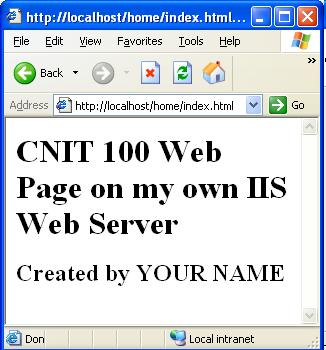 http://localhost/home/index.html...
File Edit View Favorites Tools Help
Back
Address http://localhost/home/index.html Go
CNIT 100 Web
Page on my own IIS
Web Server
Created by YOUR NAME
Don Local intranet